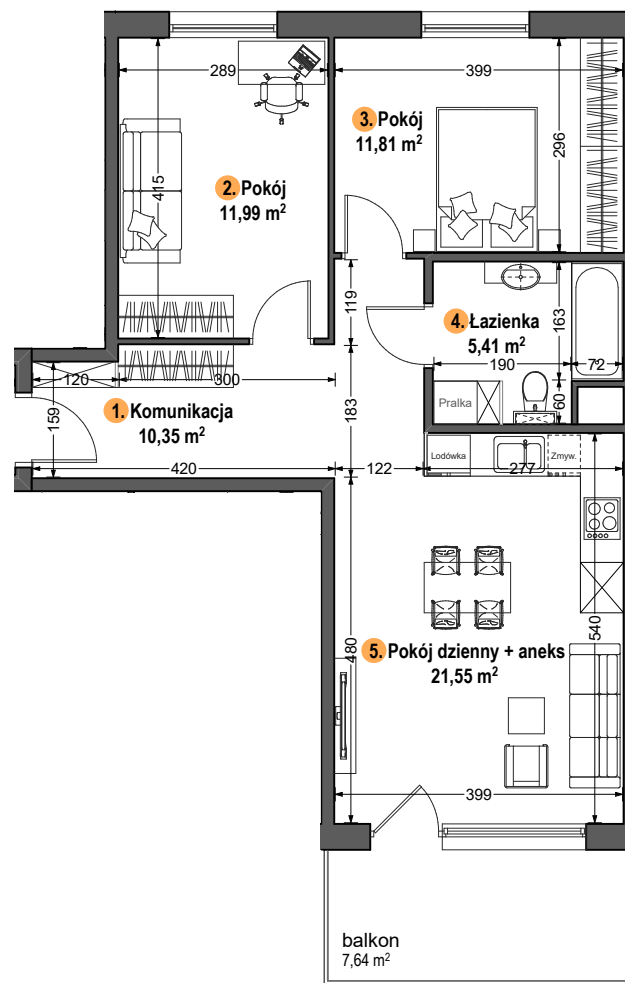 289
399
3. Pokój
11,81 m²
296
415
2. Pokój
11,99 m²
119
4. Łazienka
5,41 m²
163
190
72
120
300
183
60
Pralka
159
1. Komunikacja
10,35 m²
420
122
277
Lodówka
Zmyw.
480
540
5. Pokój dzienny + aneks
21,55 m²
399
balkon
7,64 m²